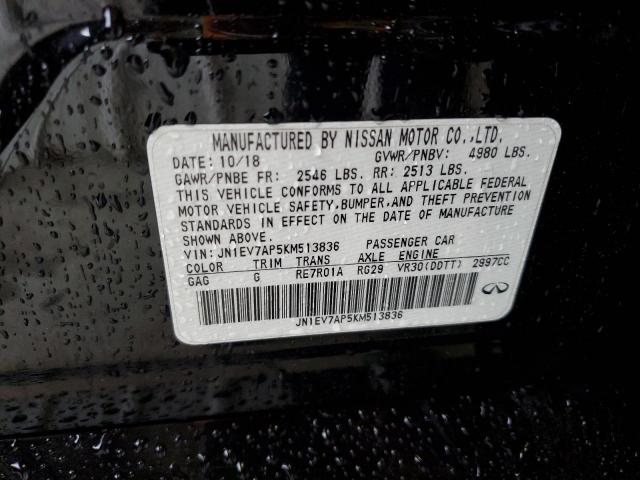 MANUFACTURED BY NISSAN MOTOR CO.,LTD.
DATE: 10/18 GVWR/PNBV: 4980 LBS.
GAWR/PNBE FR: 2546 LBS. RR: 2513 LBS.
THIS VEHICLE CONFORMS TO ALL APPLICABLE FEDERAL
MOTOR VEHICLE SAFETY,BUMPER,AND THEFT PREVENTION
STANDARDS IN EFFECT ON THE DATE OF MANUFACTURE
SHOWN ABOVE.
VIN: JN1EV7AP5KM513836 PASSENGER CAR
COLOR TRIM TRANS AXLE ENGINE
GAG G RE7R01A RG29 VR30(DDTT) 2997CC
JN1EV7AP5KM513836